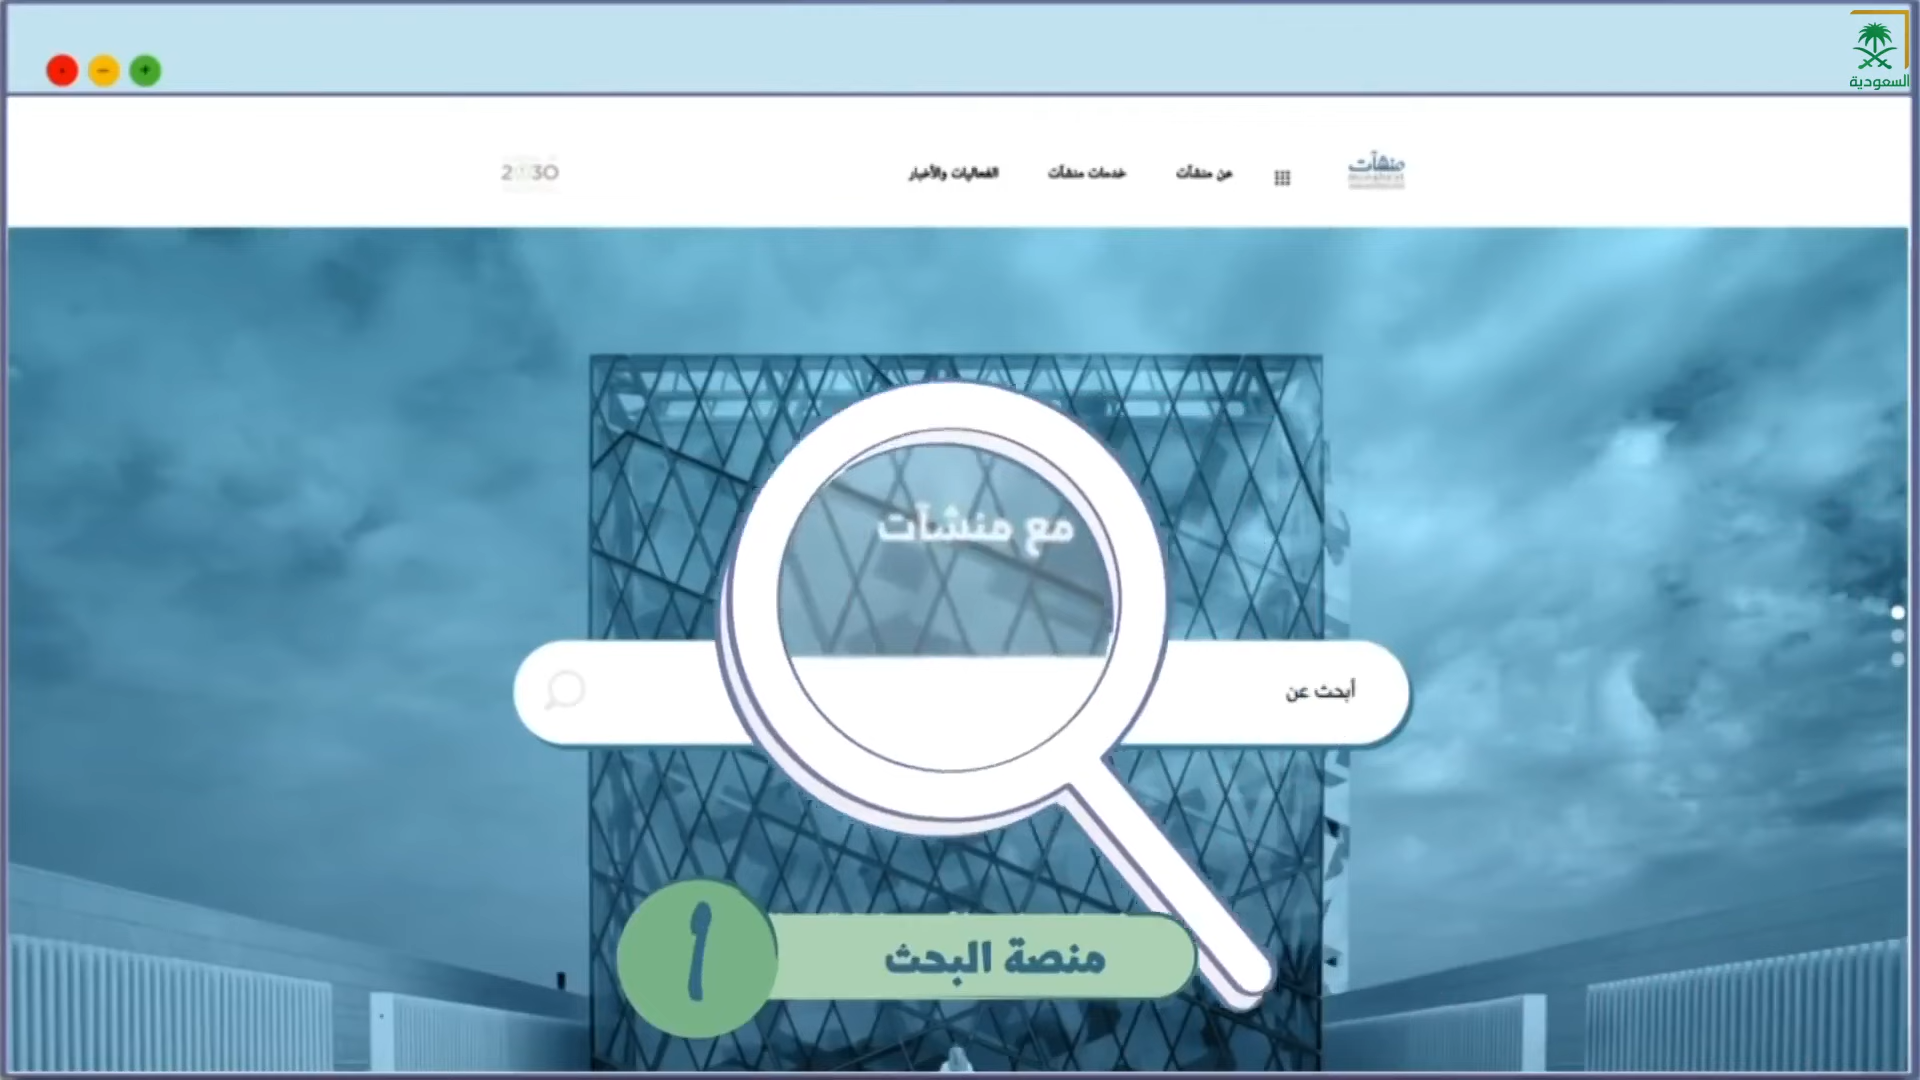 السعودية
منشآت
عن منشآت
خدمات منشآت
الفعاليات والأخبار
2030
مع منشآت
أبحث عن
منصة البحث
١